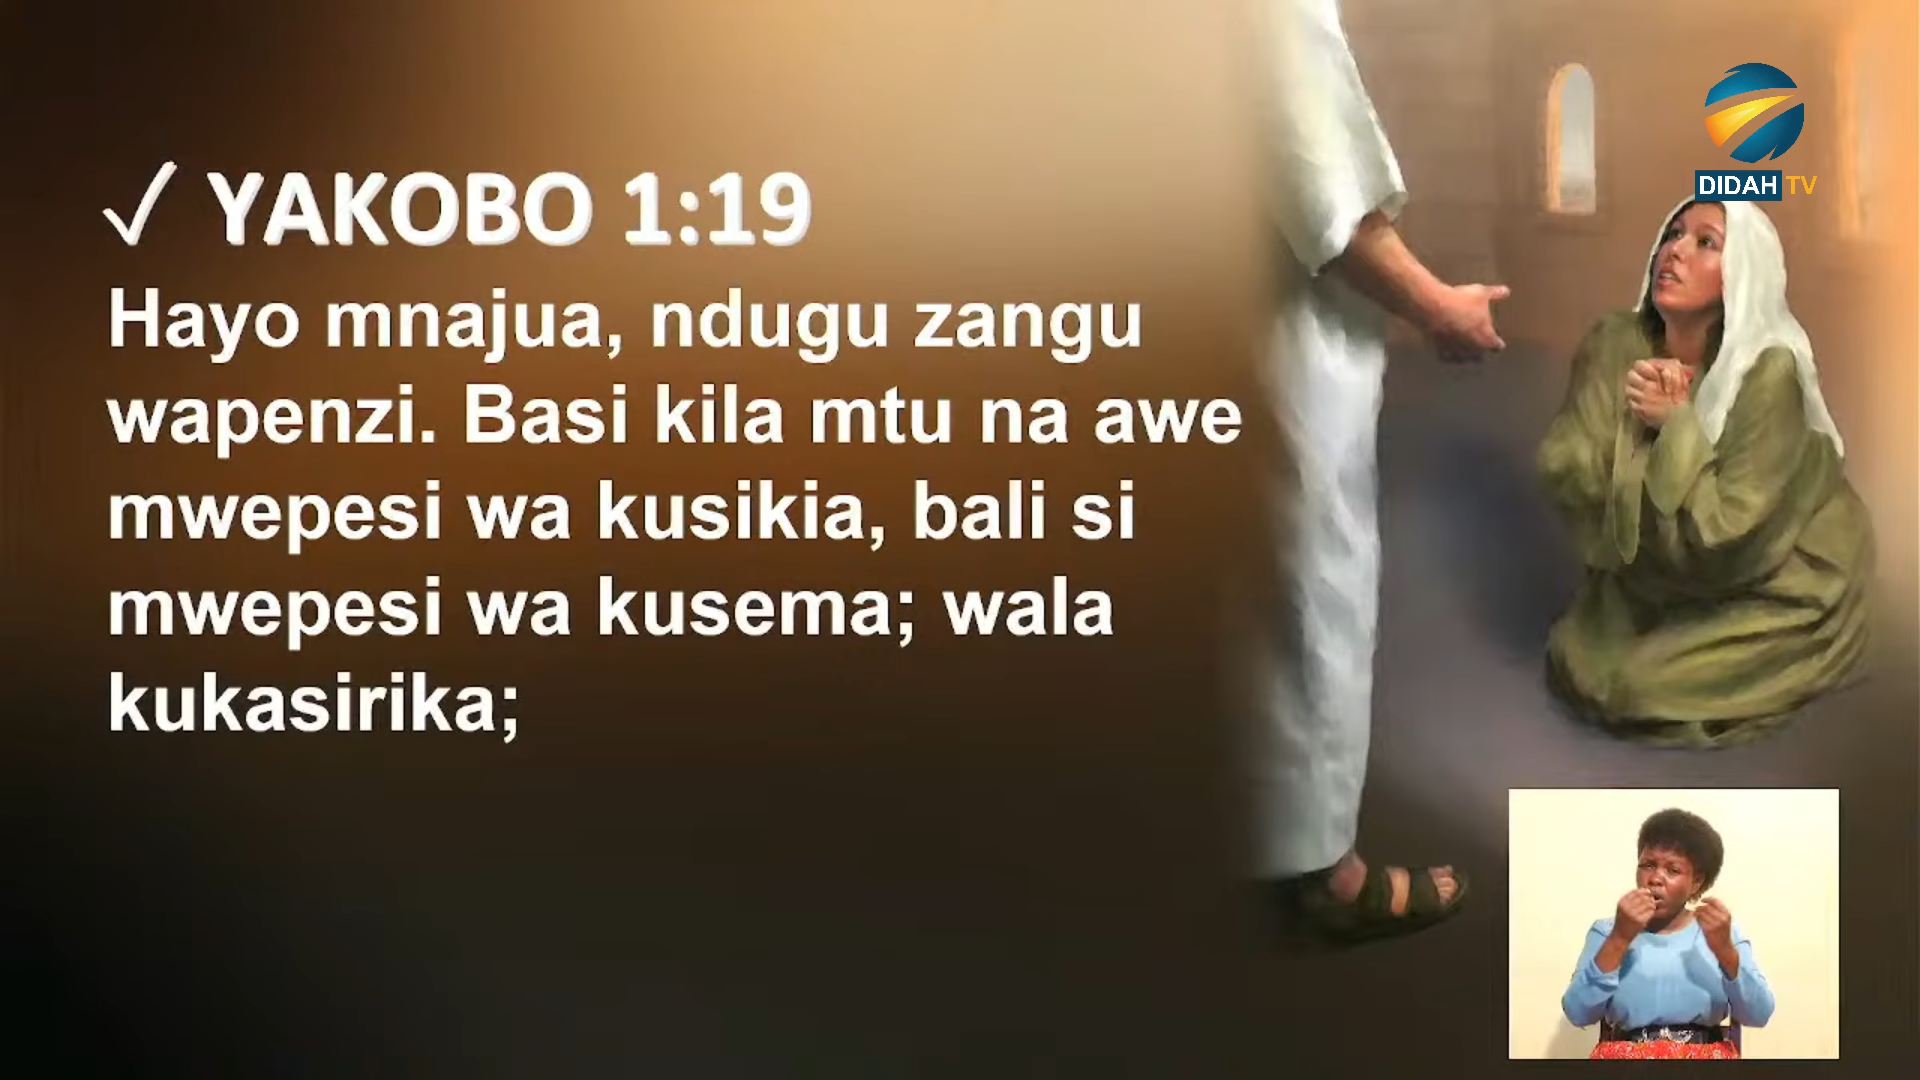 DIDAH TV
✓ YAKOBO 1:19
Hayo mnajua, ndugu zangu
wapenzi. Basi kila mtu na awe
mwepesi wa kusikia, bali si
mwepesi wa kusema; wala
kukasirika;